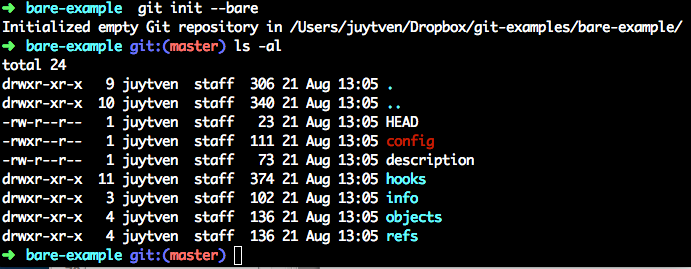 ➜ bare-example git init --bare
Initialized empty Git repository in /Users/juytven/Dropbox/git-examples/bare-example/
➜ bare-example git:(master) ls -al
total 24
drwxr-xr-x 9 juytven staff 306 21 Aug 13:05 .
drwxr-xr-x 10 juytven staff 340 21 Aug 13:05 ..
-rw-r--r-- 1 juytven staff 23 21 Aug 13:05 HEAD
-rwxr--r-- 1 juytven staff 111 21 Aug 13:05 config
-rw-r--r-- 1 juytven staff 73 21 Aug 13:05 description
drwxr-xr-x 11 juytven staff 374 21 Aug 13:05 hooks
drwxr-xr-x 3 juytven staff 102 21 Aug 13:05 info
drwxr-xr-x 4 juytven staff 136 21 Aug 13:05 objects
drwxr-xr-x 4 juytven staff 136 21 Aug 13:05 refs
➜ bare-example git:(master)